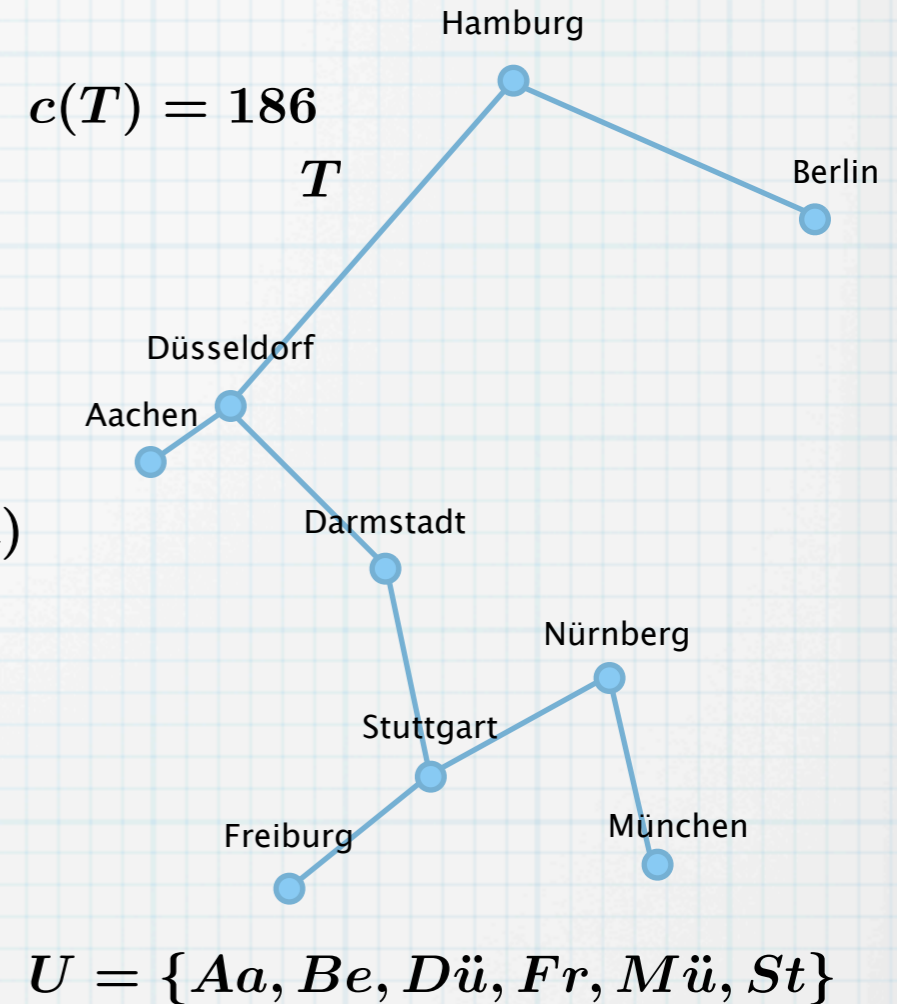 Hamburg
c(T) = 186
T
Berlin
Düsseldorf
Aachen
)
Darmstadt
Nürnberg
Stuttgart
Freiburg
München
U = {Aa, Be, Dü, Fr, Mü, St}